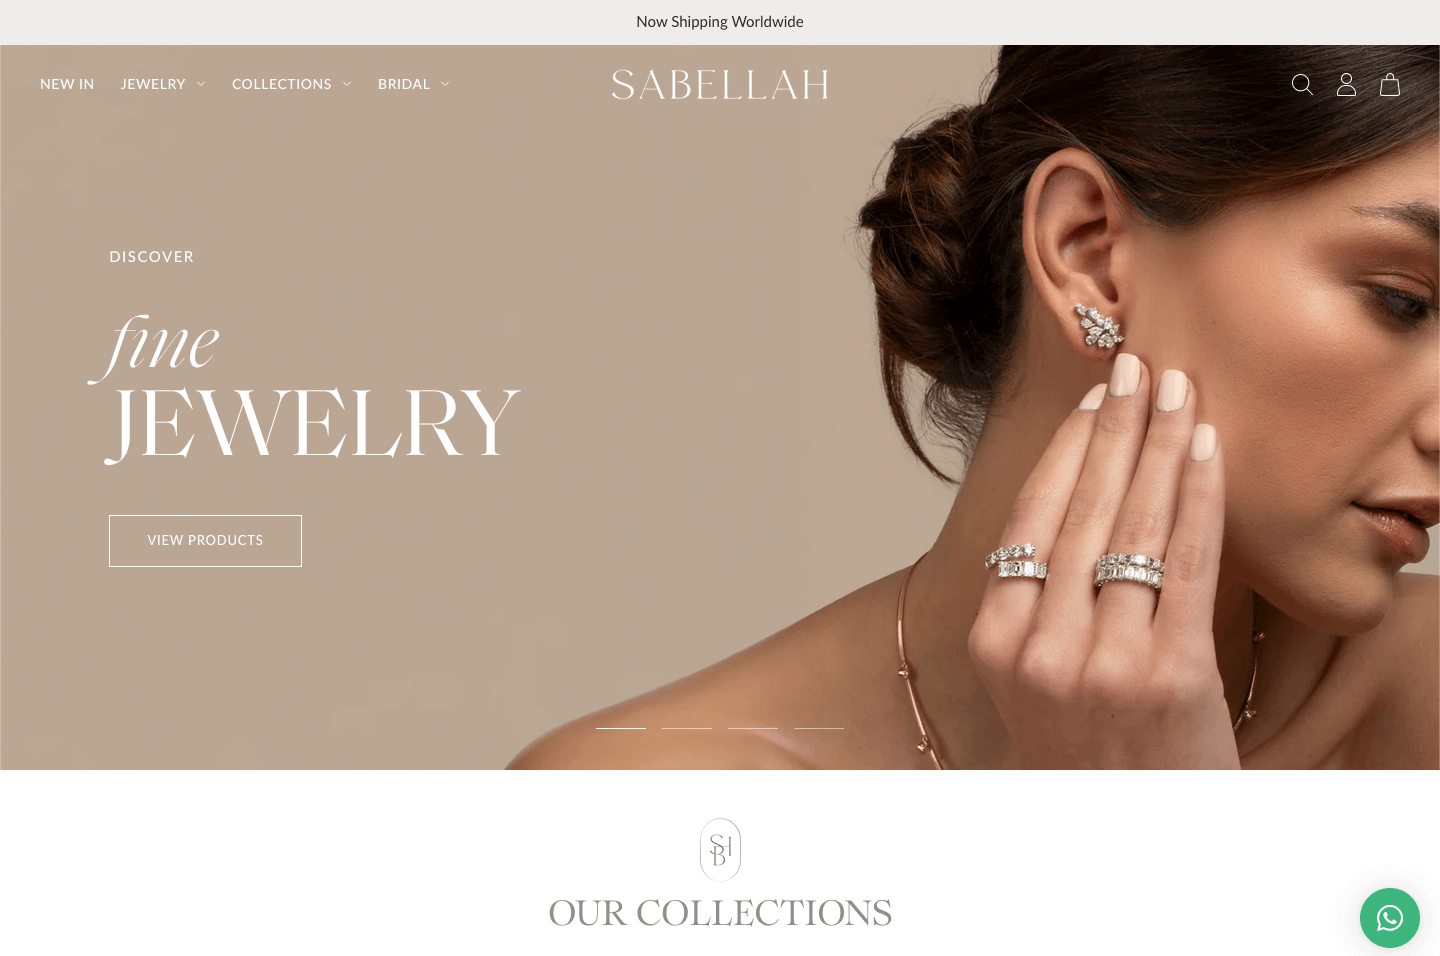 Now Shipping Worldwide
NEW IN JEWELRY COLLECTIONS BRIDAL
SABELLAH
DISCOVER
fine
JEWELRY
VIEW PRODUCTS
SBH
OUR COLLECTIONS